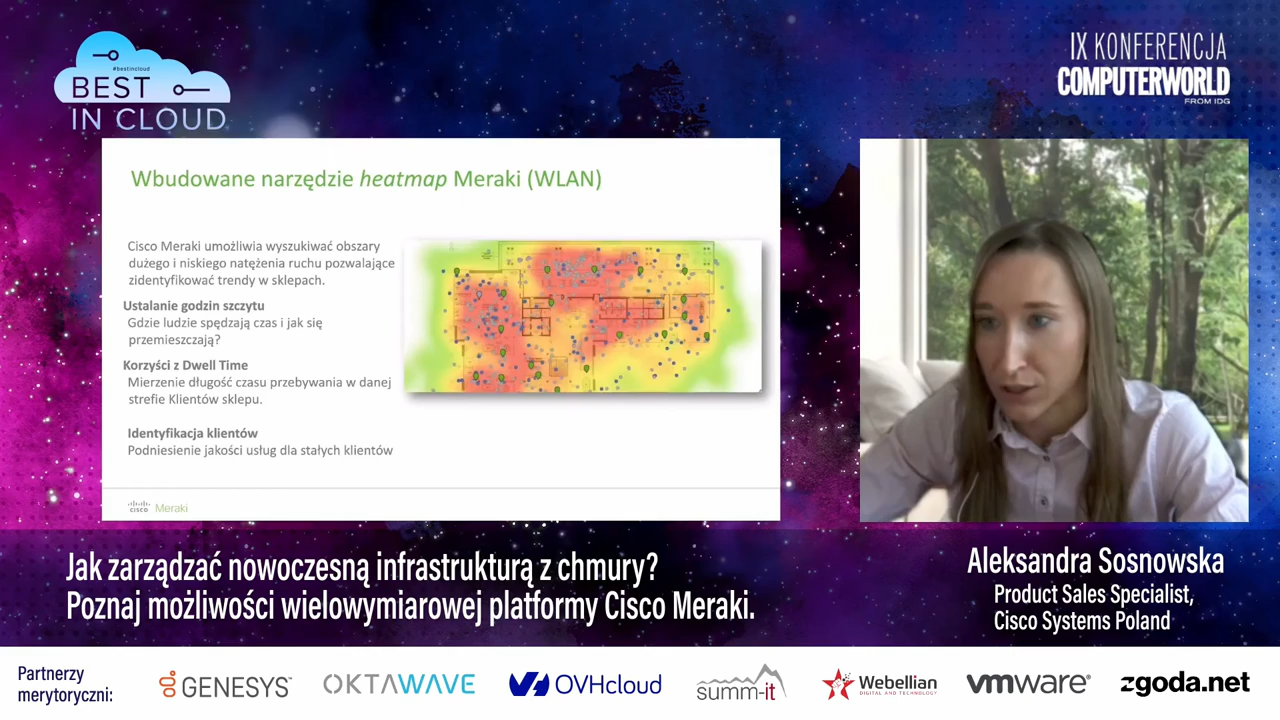 #bestincloud
BEST
IN CLOUD
IX KONFERENCJA
COMPUTERWORLD
FROM IDG
Wbudowane narzędzie heatmap Meraki (WLAN)
Cisco Meraki umożliwia wyszukiwać obszary
dużego i niskiego natężenia ruchu pozwalające
zidentyfikować trendy w sklepach.
Ustalanie godzin szczytu
Gdzie ludzie spędzają czas i jak się
przemieszczają?
Korzyści z Dwell Time
Mierzenie długość czasu przebywania w danej
strefie Klientów sklepu.
Identyfikacja klientów
Podniesienie jakości usług dla stałych klientów
CISCO Meraki
Jak zarządzać nowoczesną infrastrukturą z chmury?
Poznaj możliwości wielowymiarowej platformy Cisco Meraki.
Aleksandra Sosnowska
Product Sales Specialist,
Cisco Systems Poland
Partnerzy
merytoryczni:
GENESYS™
OKTAWAVE
OVHcloud
summ-it
Webellian
DIGITAL AND TECHNOLOGY
vmware®
zgoda.net